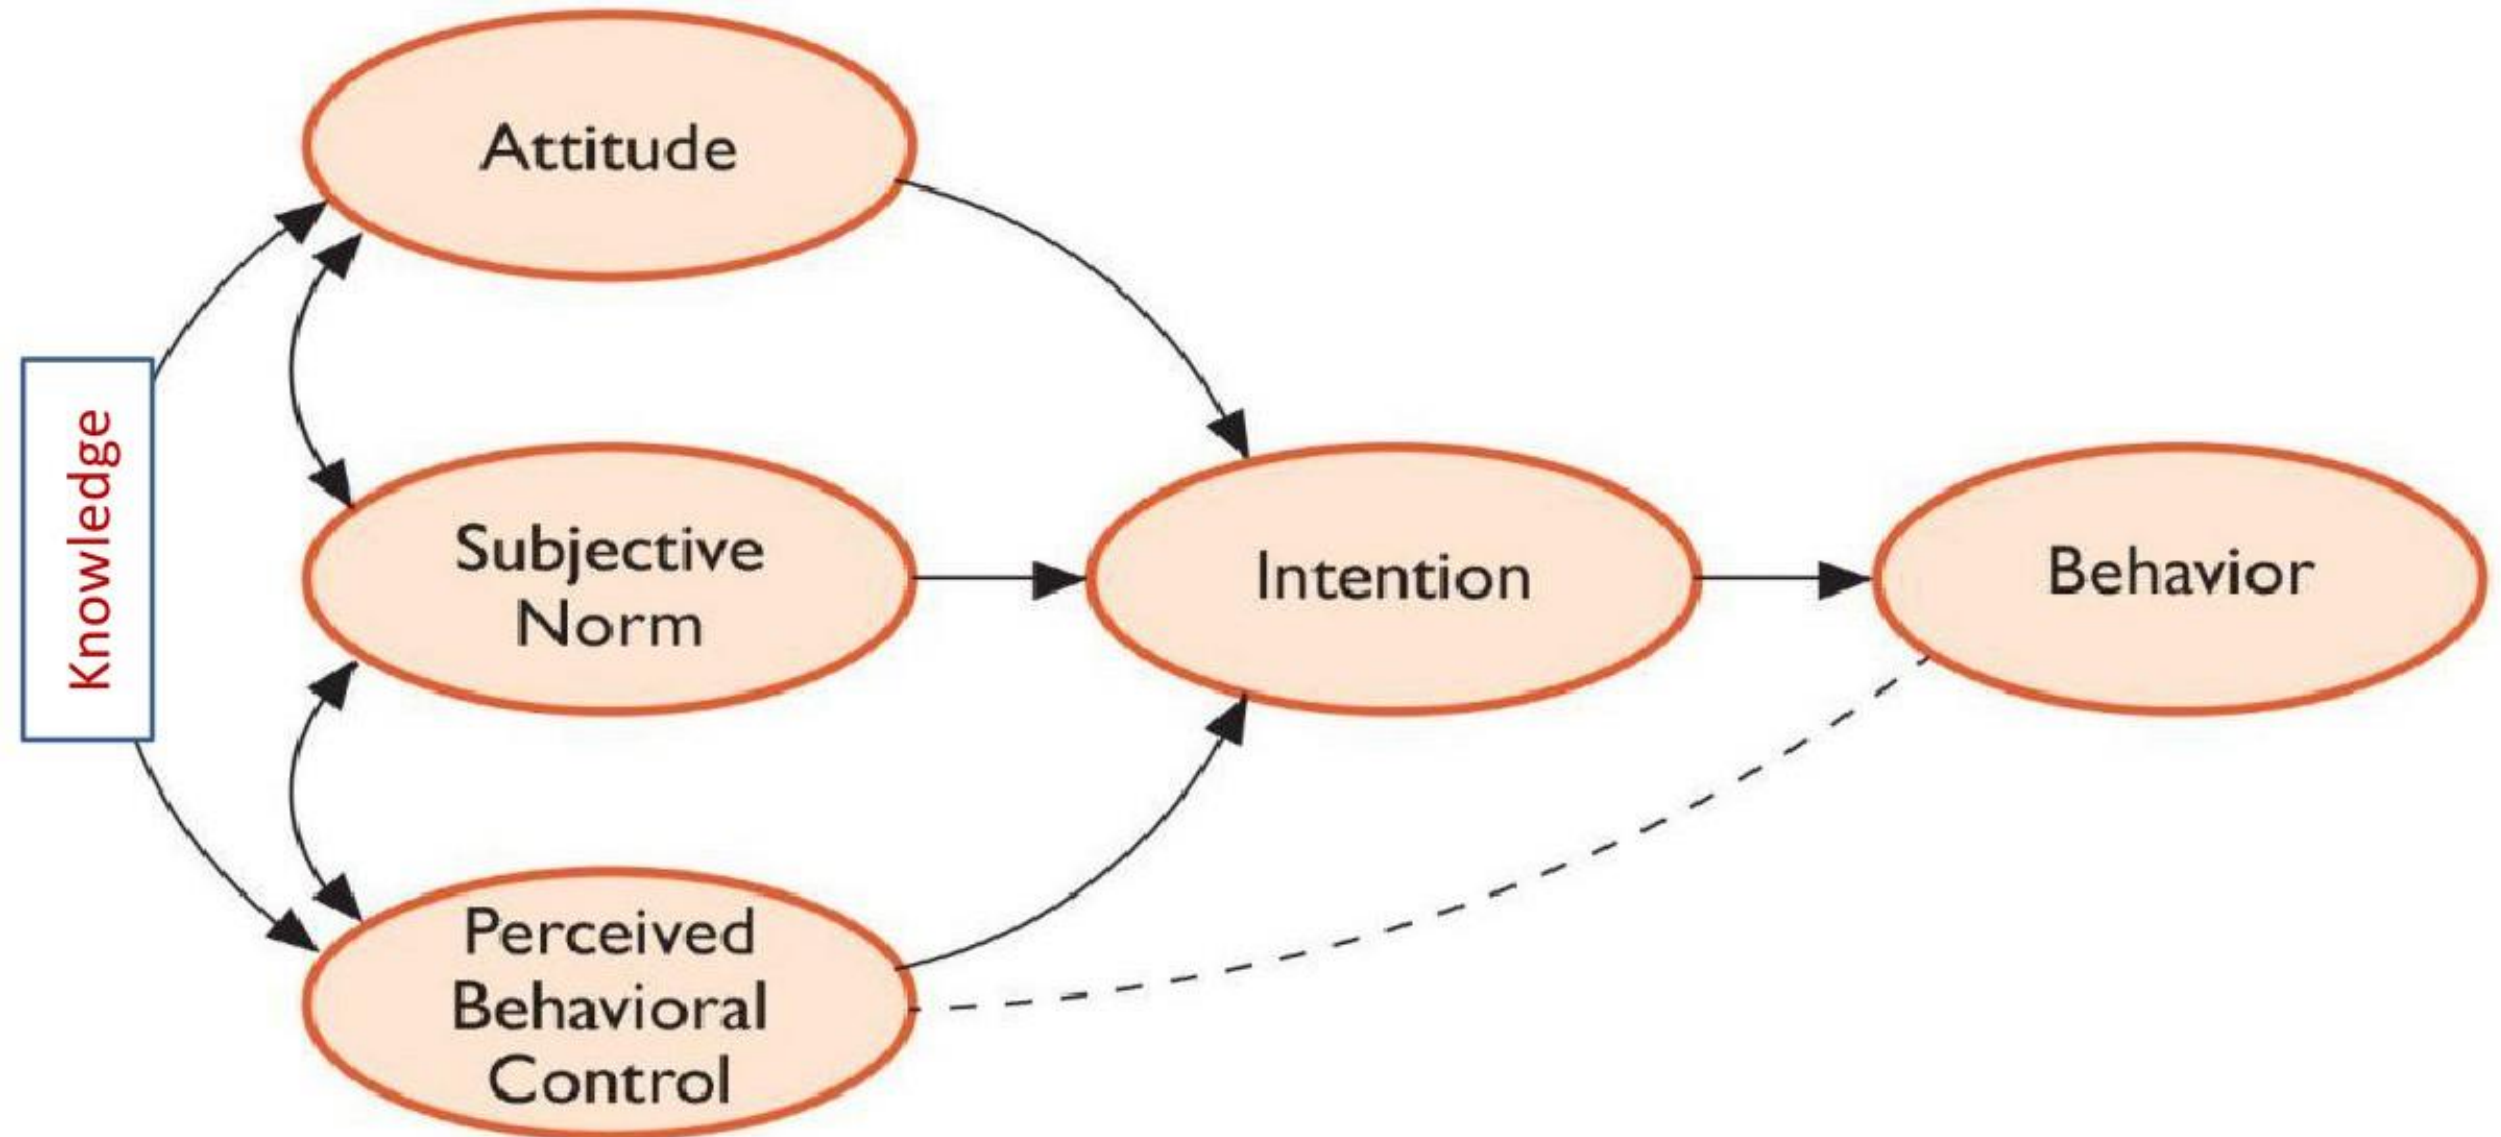 Attitude
Knowledge
Subjective
Norm
Intention
Behavior
Perceived
Behavioral
Control